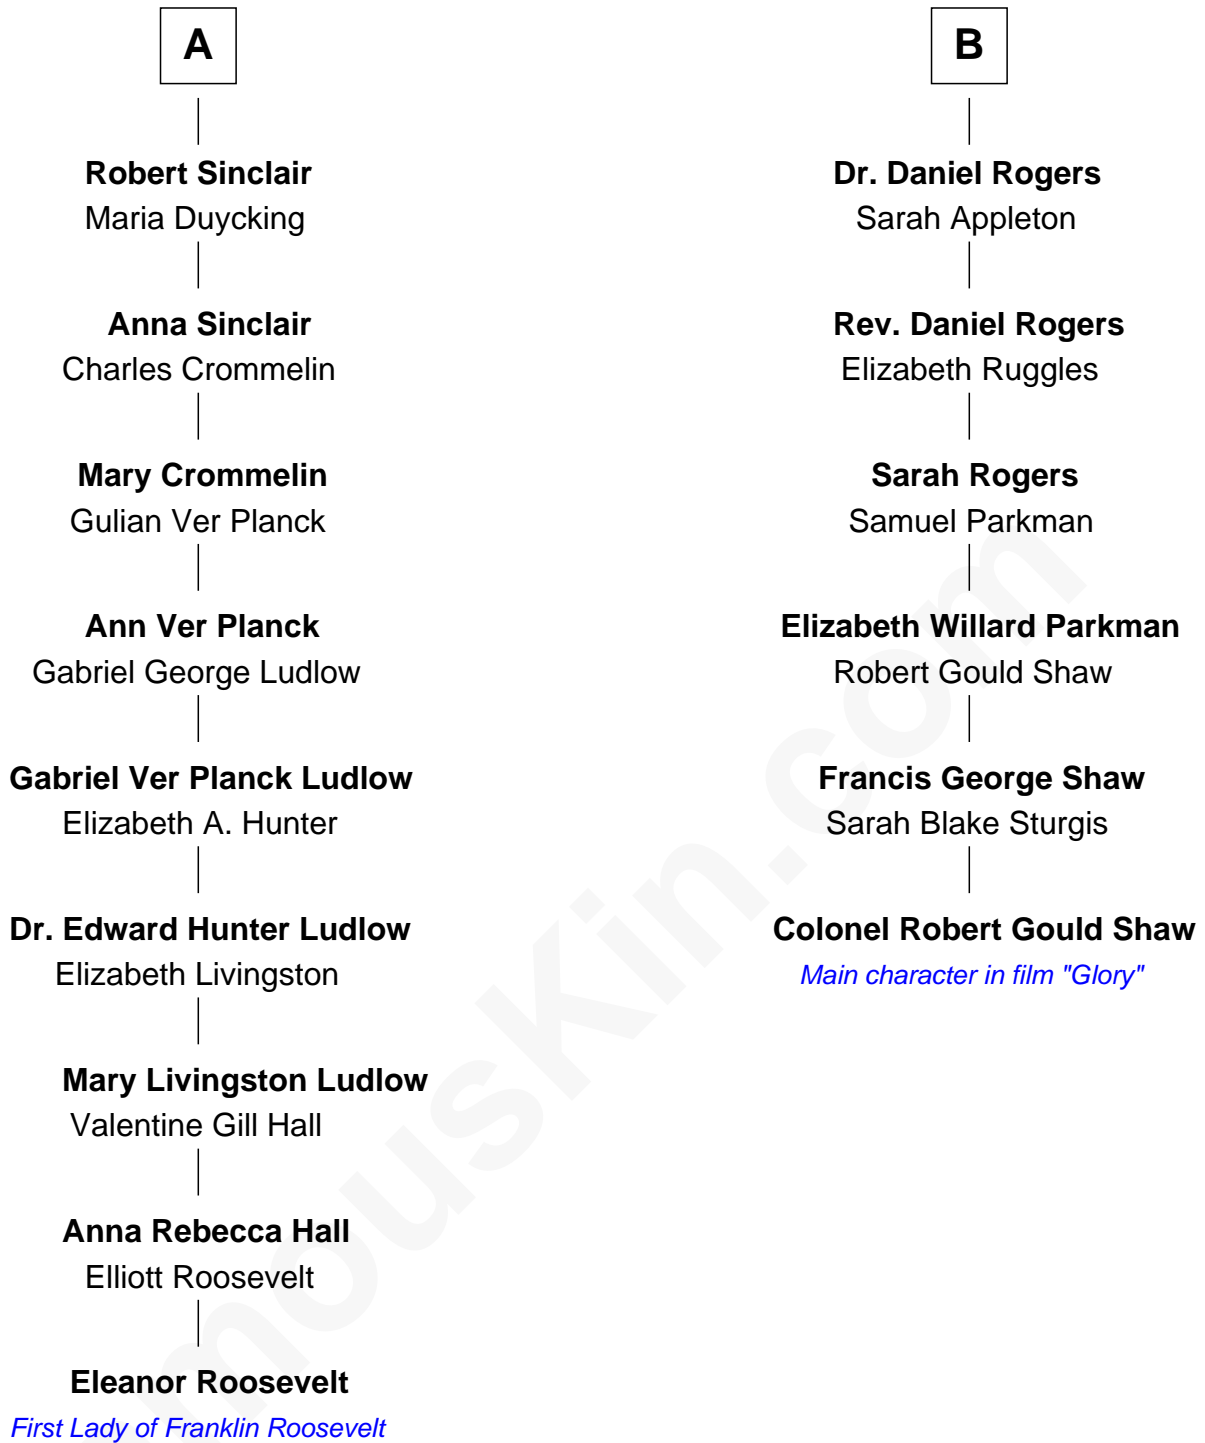 A
Robert Sinclair
Maria Duycking
Anna Sinclair
Charles Crommelin
Mary Crommelin
Gulian Ver Planck
Ann Ver Planck
Gabriel George Ludlow
Gabriel Ver Planck Ludlow
Elizabeth A. Hunter
Dr. Edward Hunter Ludlow
Elizabeth Livingston
Mary Livingston Ludlow
Valentine Gill Hall
Anna Rebecca Hall
Elliott Roosevelt
Eleanor Roosevelt
First Lady of Franklin Roosevelt
B
Dr. Daniel Rogers
Sarah Appleton
Rev. Daniel Rogers
Elizabeth Ruggles
Sarah Rogers
Samuel Parkman
Elizabeth Willard Parkman
Robert Gould Shaw
Francis George Shaw
Sarah Blake Sturgis
Colonel Robert Gould Shaw
Main character in film "Glory"
mousKin.com